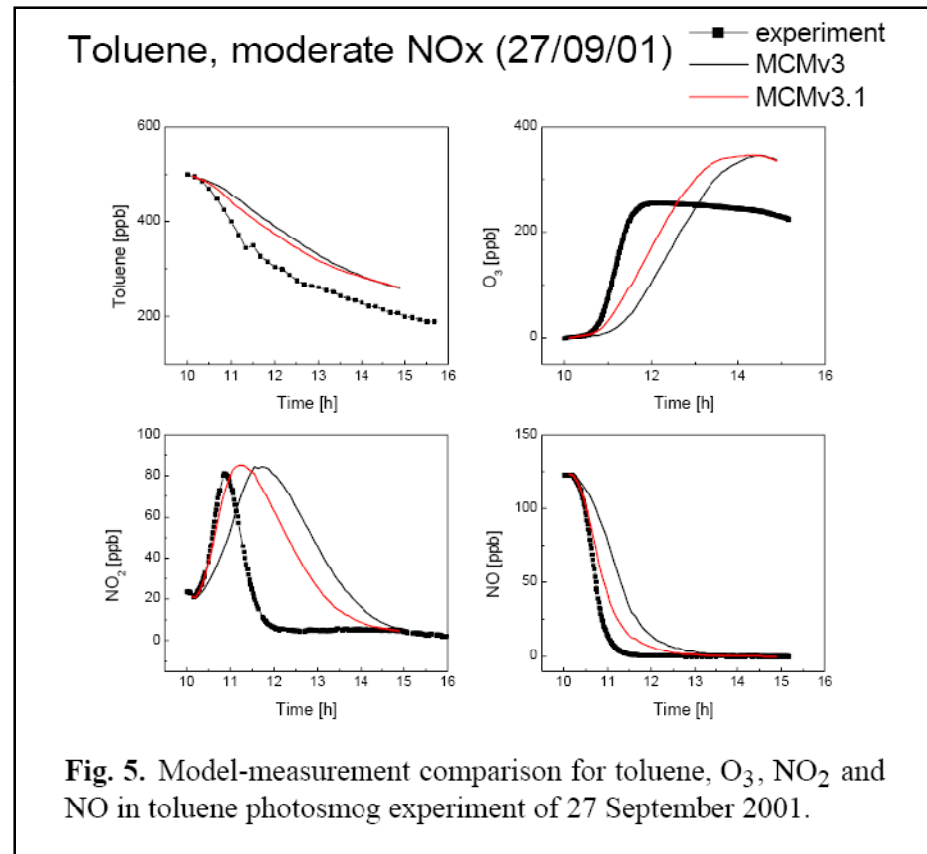 Toluene, moderate NOx (27/09/01)
experiment
MCMv3
MCMv3.1
600
400
200
Toluene [ppb]
10 11 12 13 14 15 16
Time [h]
400
200
0
O3 [ppb]
10 12 14 16
Time [h]
100
80
60
40
20
0
NO2 [ppb]
10 11 12 13 14 15 16
Time [h]
150
100
50
0
NO [ppb]
10 11 12 13 14 15 16
Time [h]
Fig. 5. Model-measurement comparison for toluene, O3, NO2 and
NO in toluene photosmog experiment of 27 September 2001.